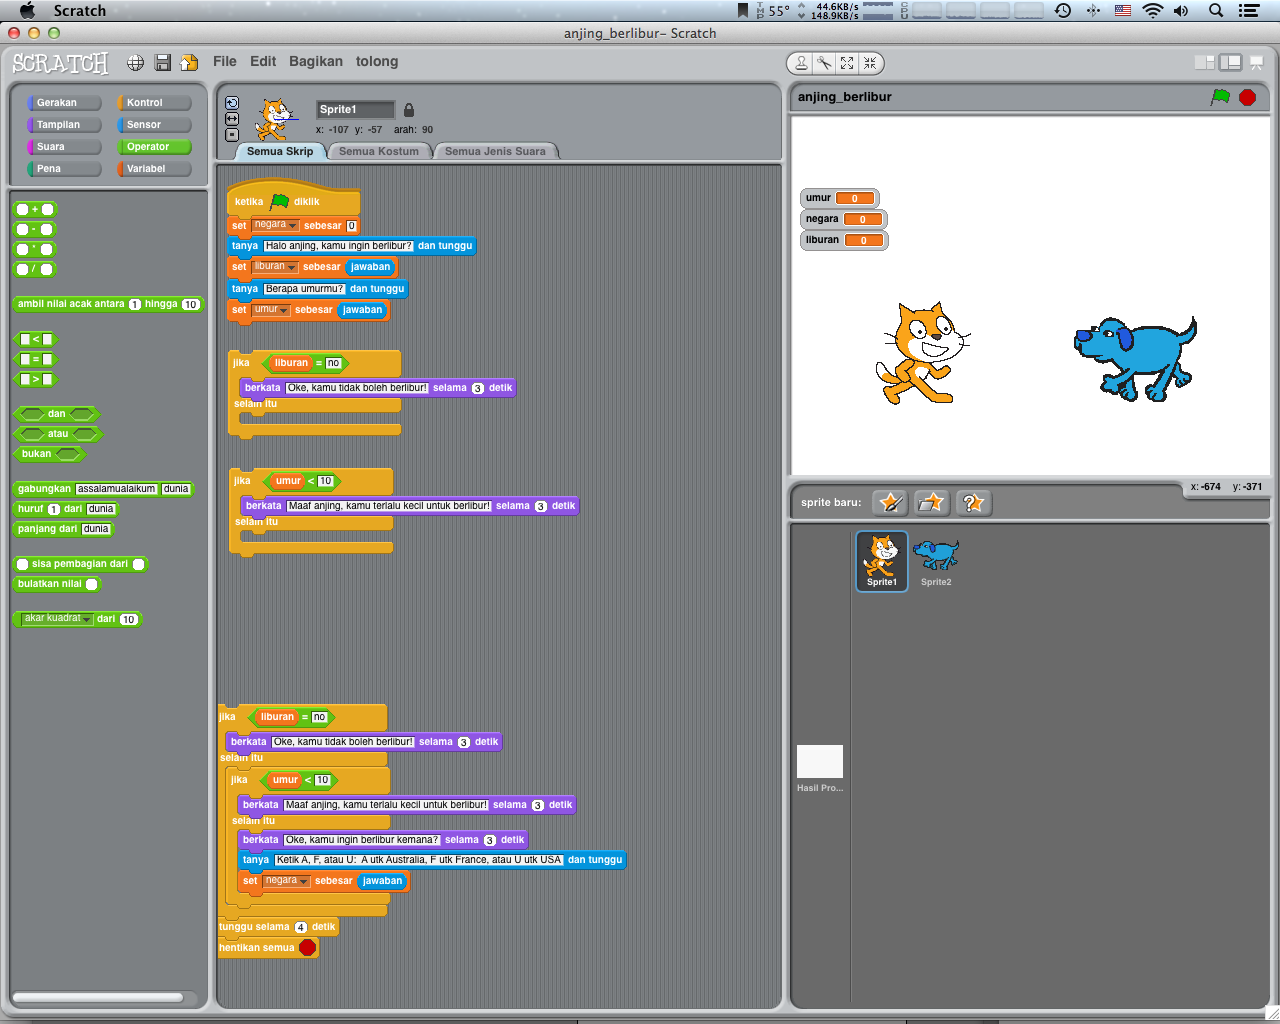 Scratch
55°
44.6KB/s
148.9KB/s
anjing_berlibur- Scratch
SCRATCH
File Edit Bagikan tolong
Gerakan Kontrol
Tampilan Sensor
Suara Operator
Pena Variabel
+
-
*
/
ambil nilai acak antara 1 hingga 10
<
=
>
dan
atau
bukan
gabungkan assalamualaikum dunia
huruf 1 dari dunia
panjang dari dunia
sisa pembagian dari
bulatkan nilai
akar kuadrat dari 10
Sprite1
x: -107 y: -57 arah: 90
Semua Skrip Semua Kostum Semua Jenis Suara
ketika diklik
set negara sebesar 0
tanya Halo anjing, kamu ingin berlibur? dan tunggu
set liburan sebesar jawaban
tanya Berapa umurmu? dan tunggu
set umur sebesar jawaban
jika liburan = no
berkata Oke, kamu tidak boleh berlibur! selama 3 detik
selain itu
jika umur < 10
berkata Maaf anjing, kamu terlalu kecil untuk berlibur! selama 3 detik
selain itu
jika liburan = no
berkata Oke, kamu tidak boleh berlibur! selama 3 detik
selain itu
jika umur < 10
berkata Maaf anjing, kamu terlalu kecil untuk berlibur! selama 3 detik
selain itu
berkata Oke, kamu ingin berlibur kemana? selama 3 detik
tanya Ketik A, F, atau U: A utk Australia, F utk France, atau U utk USA dan tunggu
set negara sebesar jawaban
tunggu selama 4 detik
hentikan semua
anjing_berlibur
umur 0
negara 0
liburan 0
x: -674 y: -371
sprite baru:
Sprite1 Sprite2
Hasil Pro...